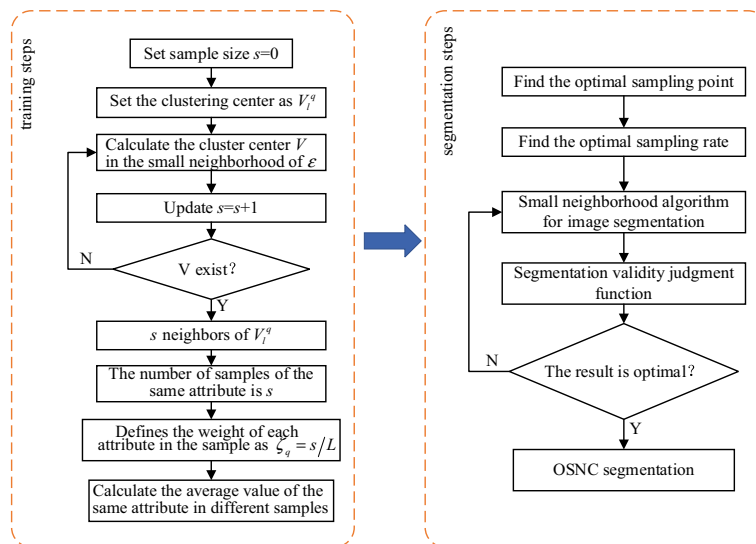 training steps
Set sample size s=0
Set the clustering center as V_l^q
Calculate the cluster center V
in the small neighborhood of ε
Update s=s+1
N
V exist?
Y
s neighbors of V_l^q
The number of samples of the
same attribute is s
Defines the weight of each
attribute in the sample as ζ_q = s/L
Calculate the average value of the
same attribute in different samples
segmentation steps
Find the optimal sampling point
Find the optimal sampling rate
Small neighborhood algorithm
for image segmentation
Segmentation validity judgment
function
N
The result is optimal?
Y
OSNC segmentation